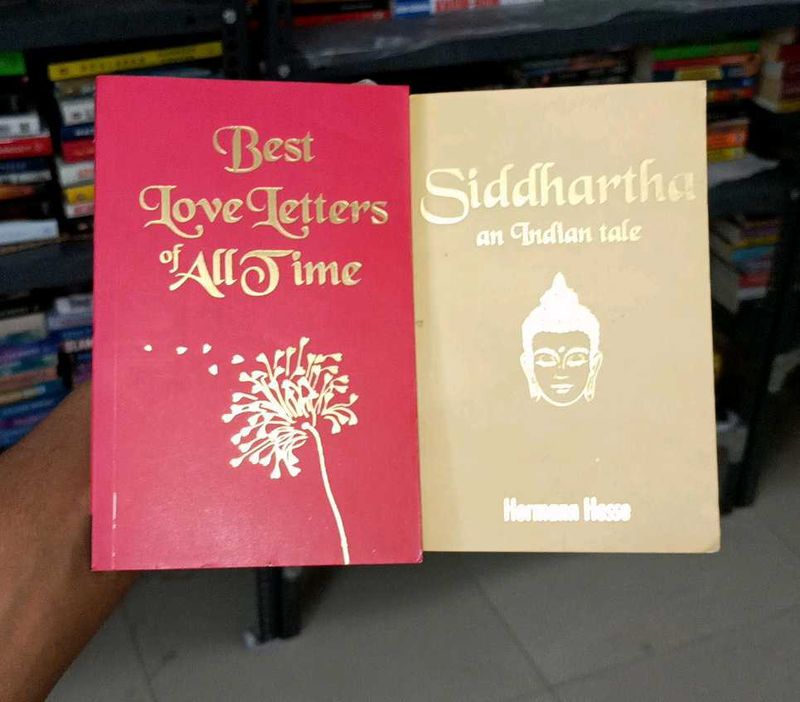 Best
Love Letters
of All Time
Siddhartha
an Indian tale
Hermann Hesse